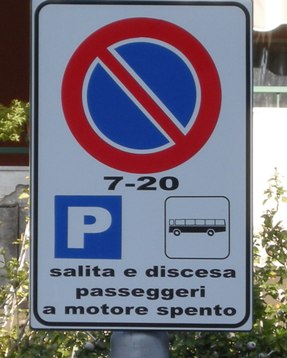 7-20
P
salita e discesa
passeggeri
a motore spento